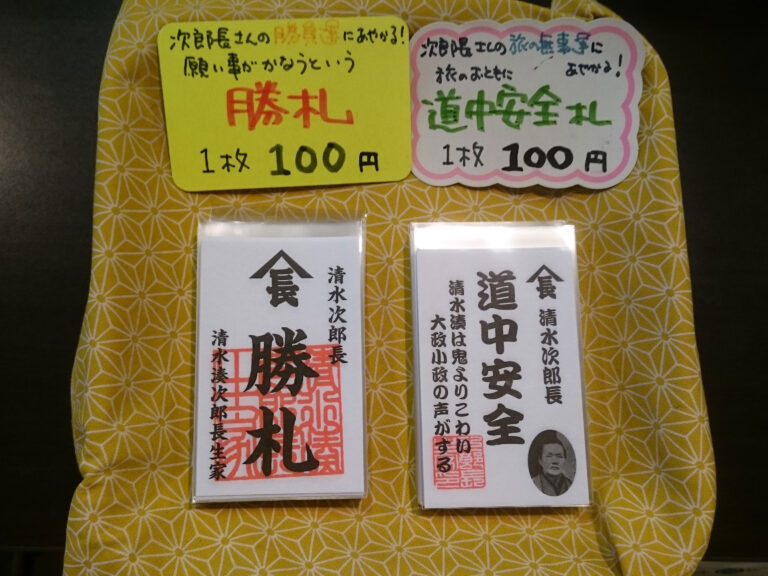 次郎長さんの勝負運にあやかる!
願い事がかなうという
勝札
1枚 100円
次郎長さんの旅の無事運に
旅のおともに あやかる!
道中安全札
1枚 100円
清水次郎長
長
勝札
清水湊次郎長生家
長 清水次郎長
道中安全
清水湊は鬼よりこわい
大政小政の声がする